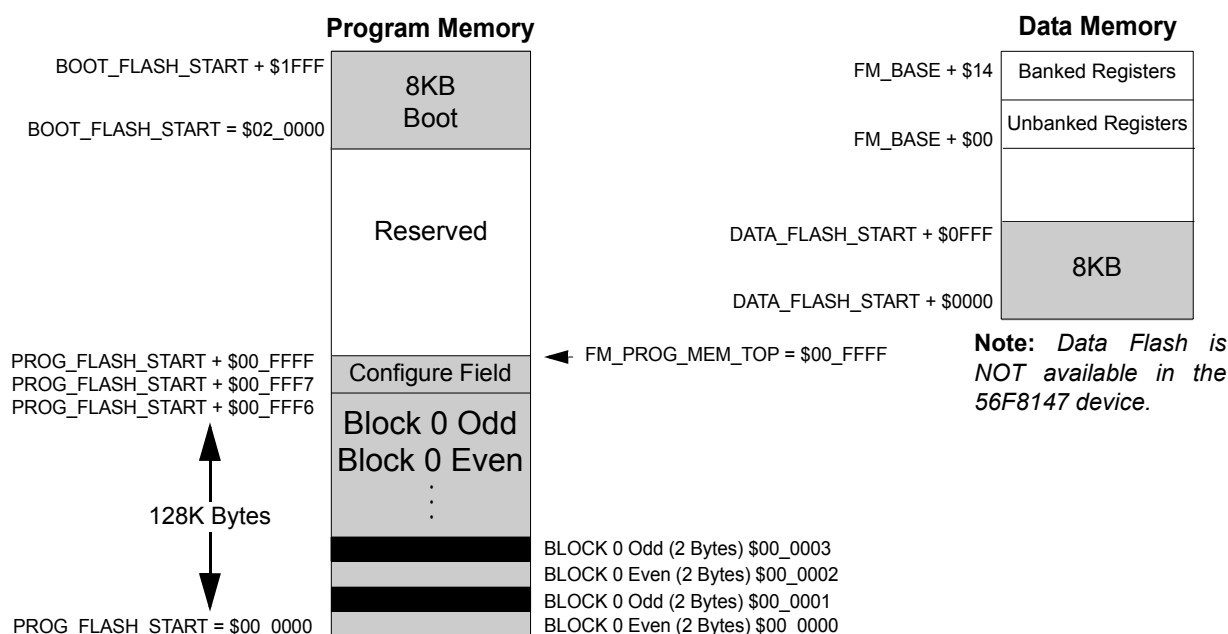 Program Memory
BOOT_FLASH_START + $1FFF
8KB
Boot
BOOT_FLASH_START = $02_0000
Reserved
PROG_FLASH_START + $00_FFFF
FM_PROG_MEM_TOP = $00_FFFF
Configure Field
PROG_FLASH_START + $00_FFF7
PROG_FLASH_START + $00_FFF6
Block 0 Odd
Block 0 Even
128K Bytes
BLOCK 0 Odd (2 Bytes) $00_0003
BLOCK 0 Even (2 Bytes) $00_0002
BLOCK 0 Odd (2 Bytes) $00_0001
BLOCK 0 Even (2 Bytes) $00_0000
PROG_FLASH_START = $00_0000
Data Memory
FM_BASE + $14
Banked Registers
Unbanked Registers
FM_BASE + $00
DATA_FLASH_START + $0FFF
8KB
DATA_FLASH_START + $0000
Note: Data Flash is
NOT available in the
56F8147 device.